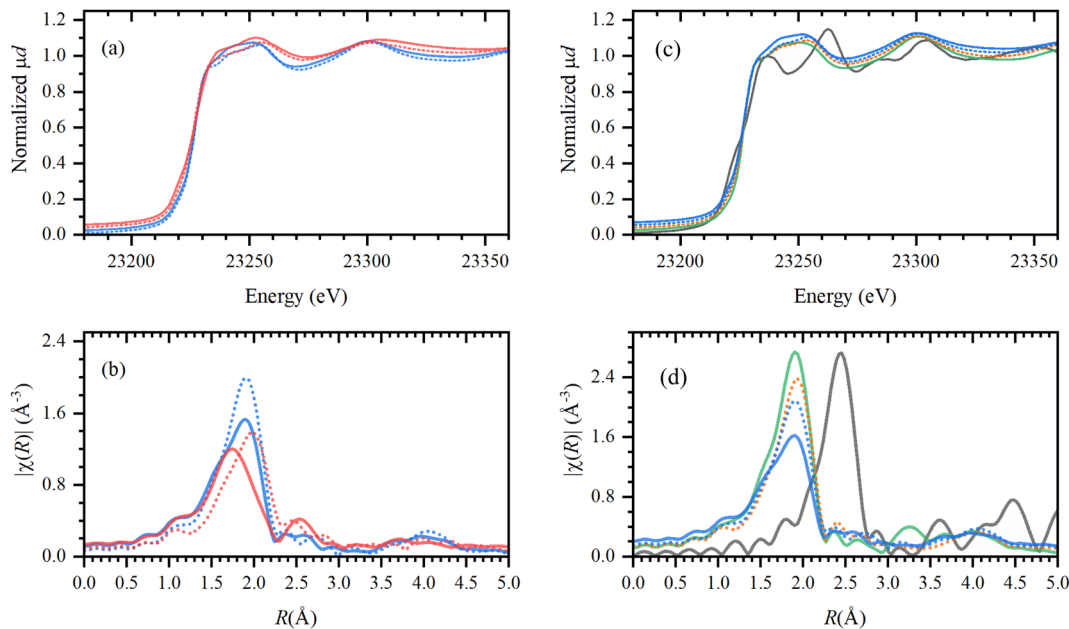 (a)
1.2
1.0
0.8
0.6
0.4
0.2
0.0
Normalized μd
23200 23250 23300 23350
Energy (eV)
(c)
1.2
1.0
0.8
0.6
0.4
0.2
0.0
Normalized μd
23200 23250 23300 23350
Energy (eV)
(b)
2.4
1.6
0.8
0.0
|χ(R)| (Å-3)
0.0 0.5 1.0 1.5 2.0 2.5 3.0 3.5 4.0 4.5 5.0
R(Å)
(d)
2.4
1.6
0.8
0.0
|χ(R)| (Å-3)
0.0 0.5 1.0 1.5 2.0 2.5 3.0 3.5 4.0 4.5 5.0
R(Å)